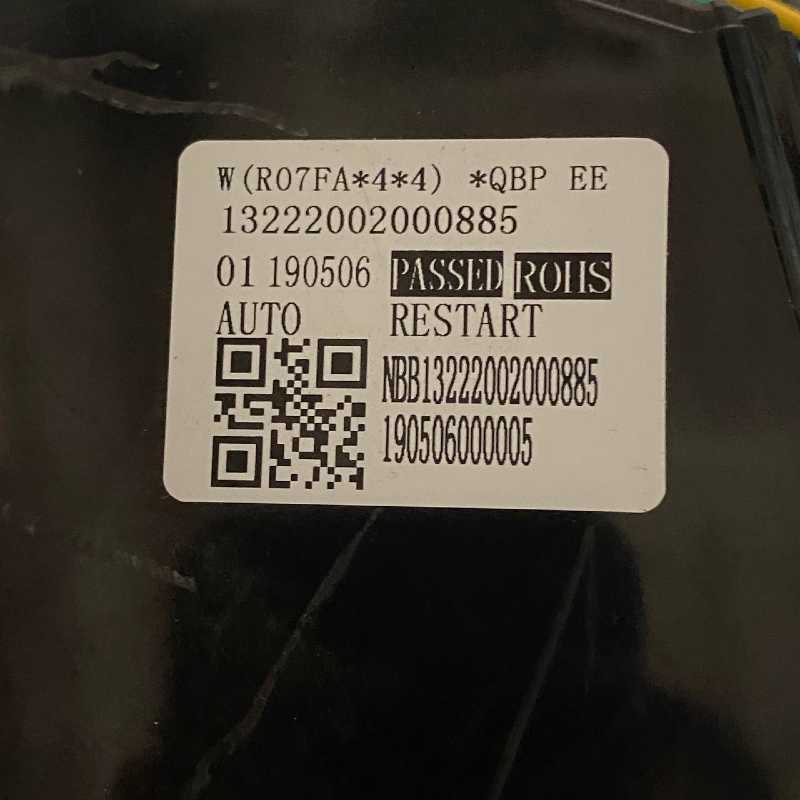 W(R07FA*4*4) *QBP EE
13222002000885
01 190506 PASSED ROHS
AUTO RESTART
NBB13222002000885
190506000005